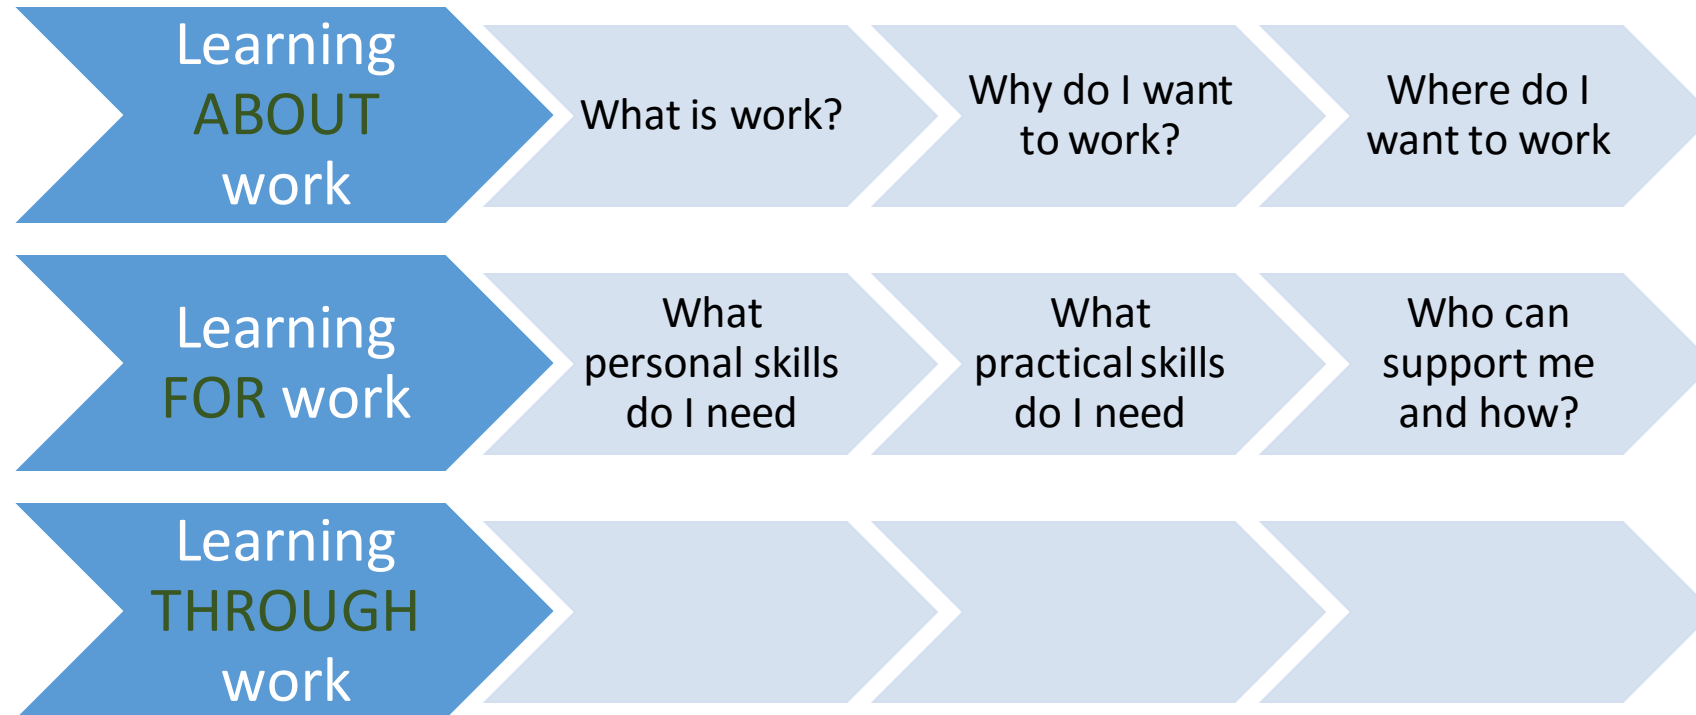 Learning
ABOUT
work
What is work?
Why do I want
to work?
Where do I
want to work
Learning
FOR work
What
personal skills
do I need
What
practical skills
do I need
Who can
support me
and how?
Learning
THROUGH
work